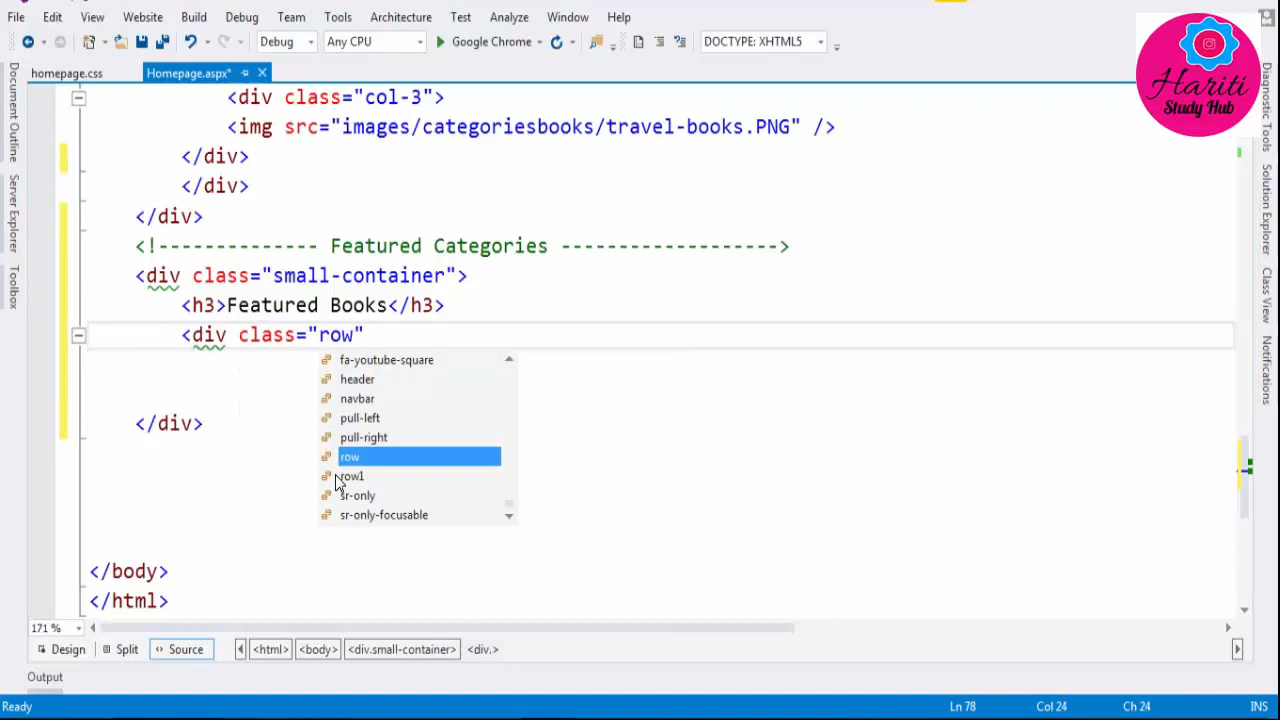 File Edit View Website Build Debug Team Tools Architecture Test Analyze Window Help
Debug Any CPU Google Chrome DOCTYPE: XHTML5
Hariti
Study Hub
homepage.css Homepage.aspx*
Document Outline
Server Explorer
Toolbox
Diagnostic Tools
Solution Explorer
Class View
Notifications
<div class="col-3">
<img src="images/categoriesbooks/travel-books.PNG" />
</div>
</div>
</div>
<!-------------- Featured Categories ------------------->
<div class="small-container">
<h3>Featured Books</h3>
<div class="row"
fa-youtube-square
header
navbar
pull-left
pull-right
row
row1
sr-only
sr-only-focusable
</div>
</body>
</html>
171 %
Design Split Source <html> <body> <div.small-container> <div.>
Output
Ready Ln 78 Col 24 Ch 24 INS